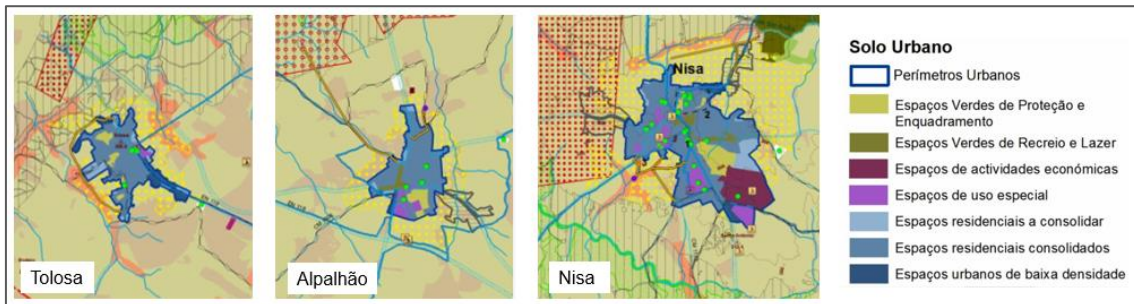 Tolosa
Alpalhão
Nisa
2
Nisa
Solo Urbano
Perímetros Urbanos
Espaços Verdes de Proteção e
Enquadramento
Espaços Verdes de Recreio e Lazer
Espaços de actividades económicas
Espaços de uso especial
Espaços residenciais a consolidar
Espaços residenciais consolidados
Espaços urbanos de baixa densidade